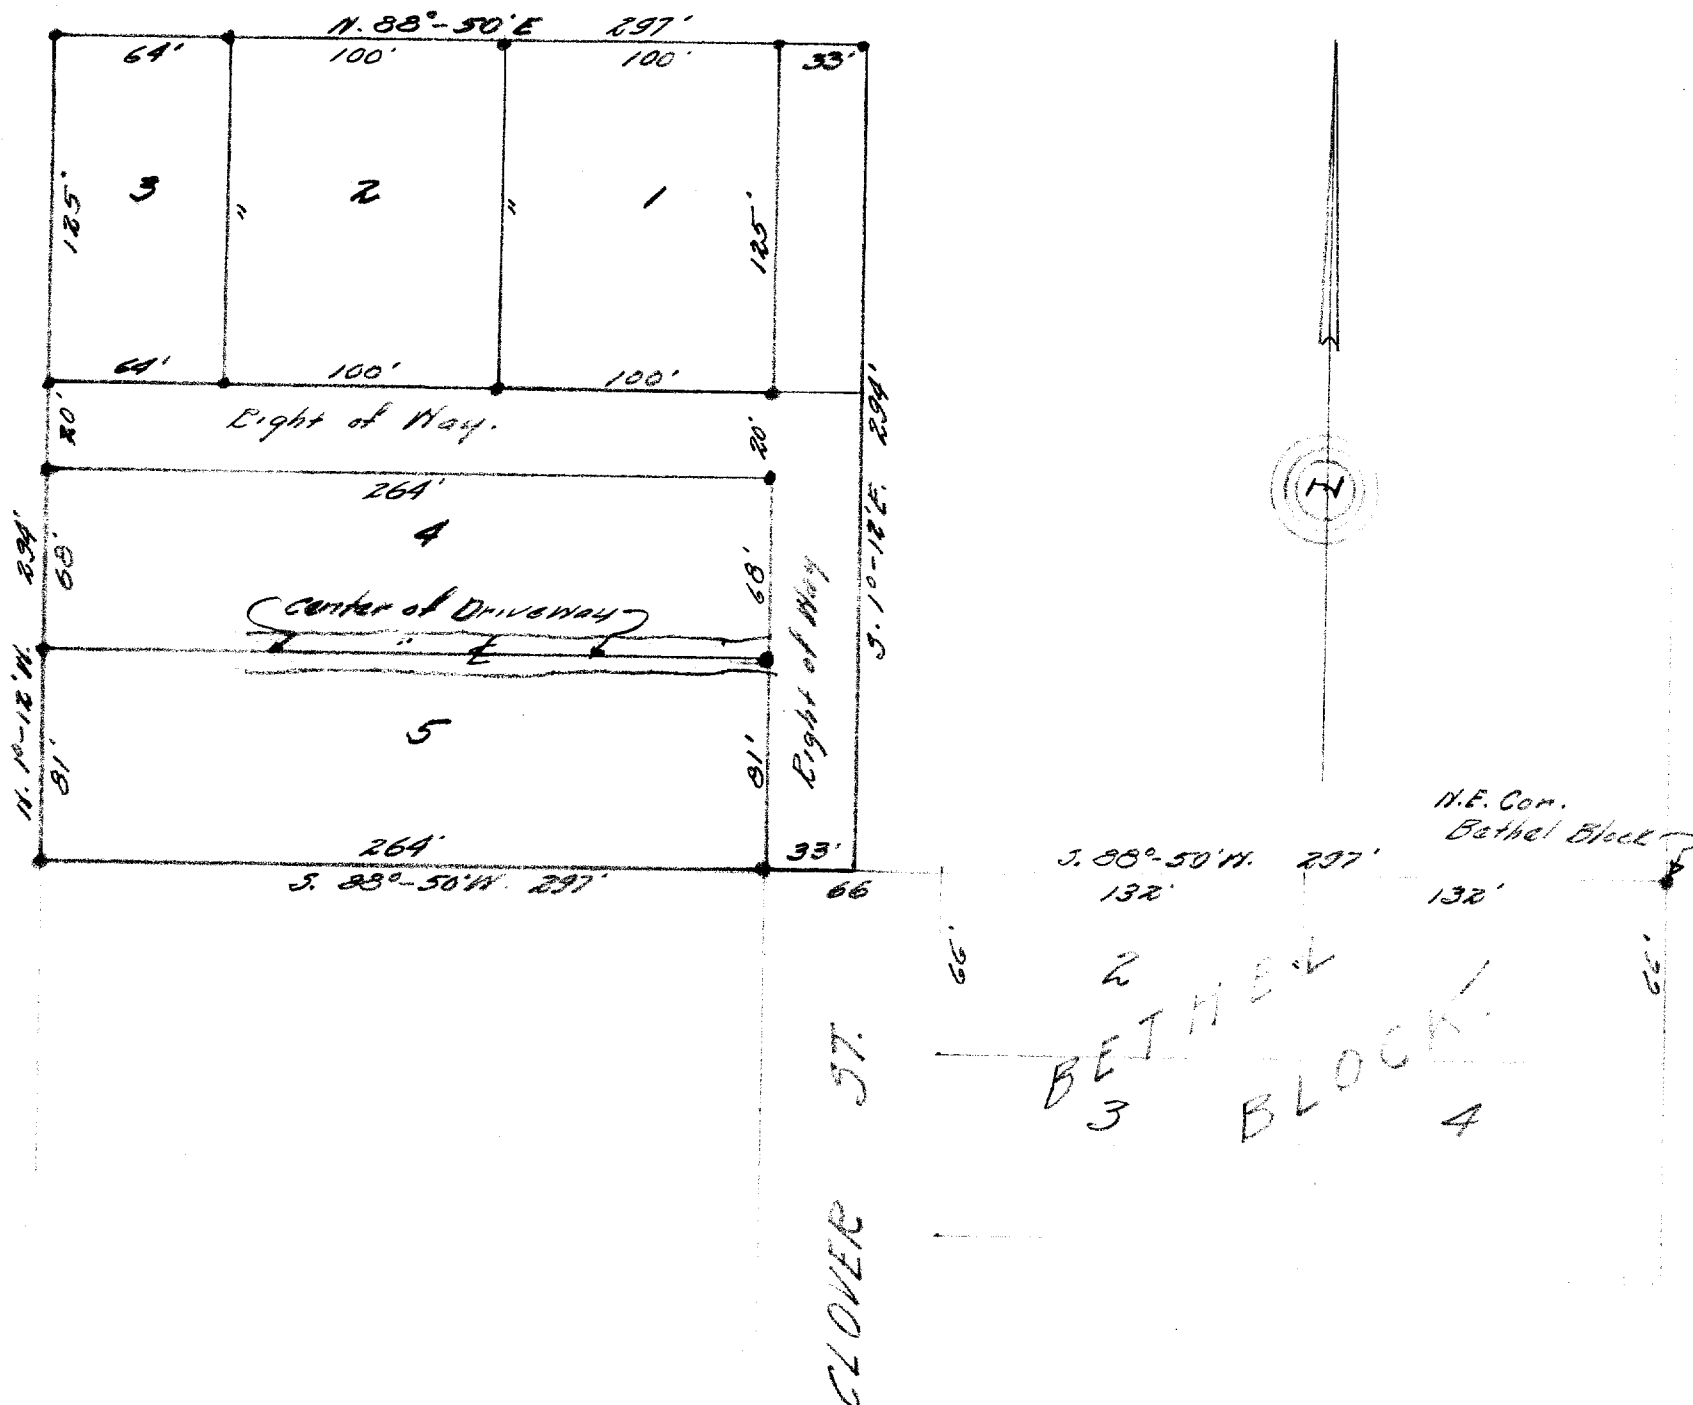 N. 88°-50'E 297'
64' 100' 100' 33'
3 2 1
125' " " 125'
64' 100' 100'
Right of Way.
20' 20'
264'
4
68' 68'
Center of Driveway
"
5
81' 81'
N. 1°-12'W. 294'
Right of Way
S. 1°-12'E. 294'
264' 33'
S. 88°-50'W. 297'
66
N
N.E. Cor.
Bethel Block
S. 88°-50'W. 297'
132' 132'
66' " 66'
2 1
BETHEL
BLOCK.
3 4
CLOVER ST.